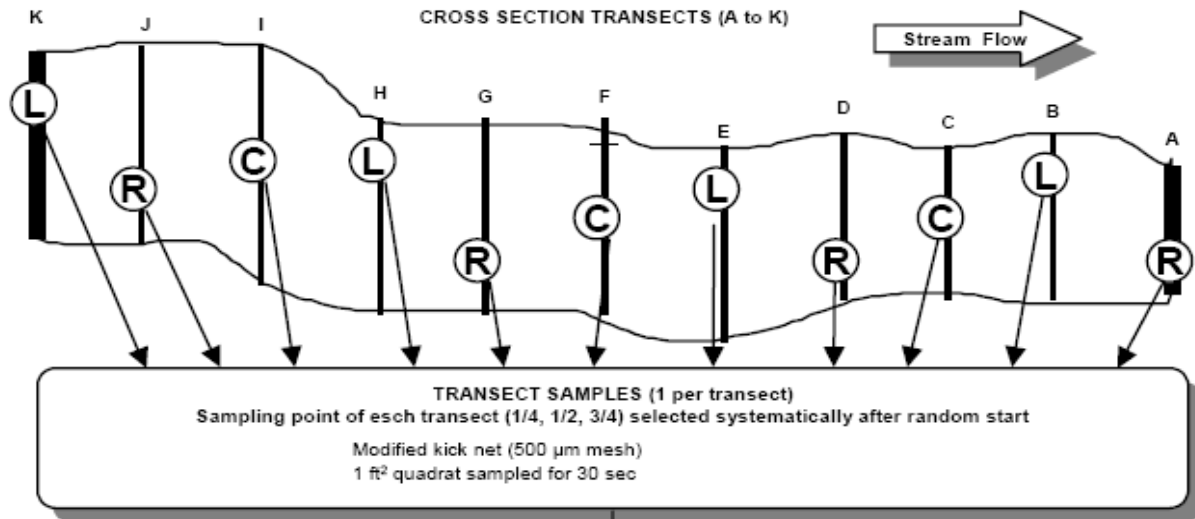 CROSS SECTION TRANSECTS (A to K)
Stream Flow
K
J
I
H
G
F
E
D
C
B
A
L
R
C
L
R
C
L
R
C
L
R
TRANSECT SAMPLES (1 per transect)
Sampling point of esch transect (1/4, 1/2, 3/4) selected systematically after random start
Modified kick net (500 µm mesh)
1 ft² quadrat sampled for 30 sec